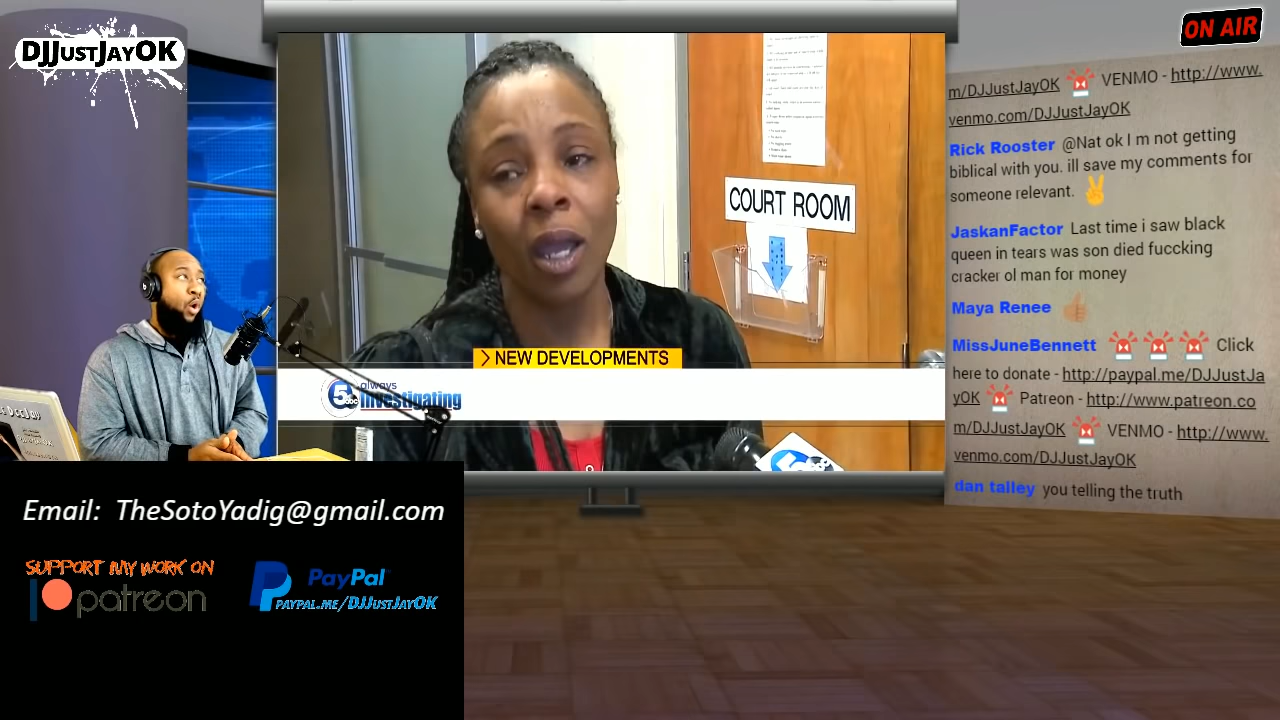 DJJustJayOK
ON AIR
COURT ROOM
NEW DEVELOPMENTS
5
abc
always
investigating
5
m/DJJustJayOK 🚨 VENMO - http://www.
venmo.com/DJJustJayOK
Rick Rooster @Nat ok I m not getting
biblical with you. ill save my comments for
someone relevant. ✌
JaskanFactor Last time i saw black
queen in tears was son died fuccking
cracker ol man for money
Maya Renee 👍
MissJuneBennett 🚨 🚨 🚨 Click
here to donate - http://paypal.me/DJJustJa
yOK 🚨 Patreon - http://www.patreon.co
m/DJJustJayOK 🚨 VENMO - http://www.
venmo.com/DJJustJayOK
dan talley you telling the truth
Email: TheSotoYadig@gmail.com
SUPPORT MY WORK ON
patreon
PayPal
PAYPAL.ME/DJJUSTJAYOK